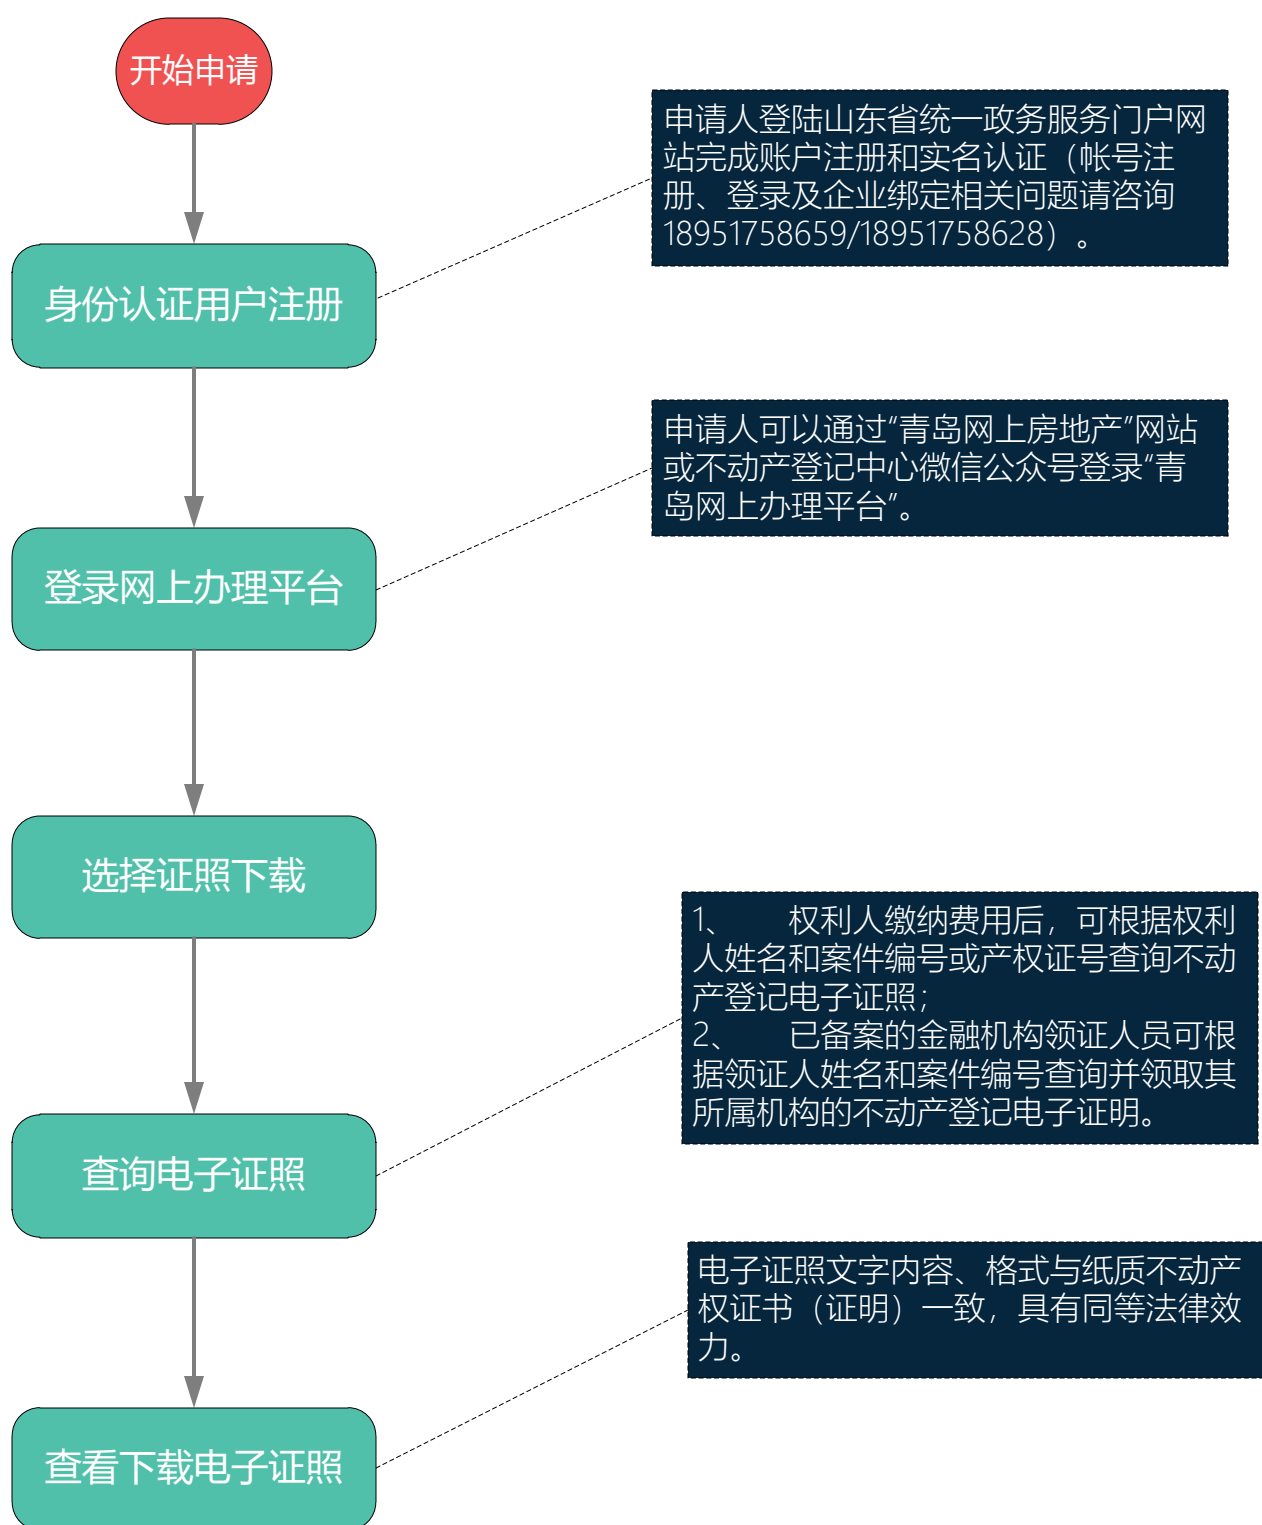 开始申请
申请人登陆山东省统一政务服务门户网
站完成账户注册和实名认证（帐号注
册、登录及企业绑定相关问题请咨询
18951758659/18951758628）。
身份认证用户注册
申请人可以通过“青岛网上房地产”网站
或不动产登记中心微信公众号登录“青
岛网上办理平台”。
登录网上办理平台
选择证照下载
1、 权利人缴纳费用后，可根据权利
人姓名和案件编号或产权证号查询不动
产登记电子证照；
2、 已备案的金融机构领证人员可根
据领证人姓名和案件编号查询并领取其
所属机构的不动产登记电子证明。
查询电子证照
电子证照文字内容、格式与纸质不动产
权证书（证明）一致，具有同等法律效
力。
查看下载电子证照